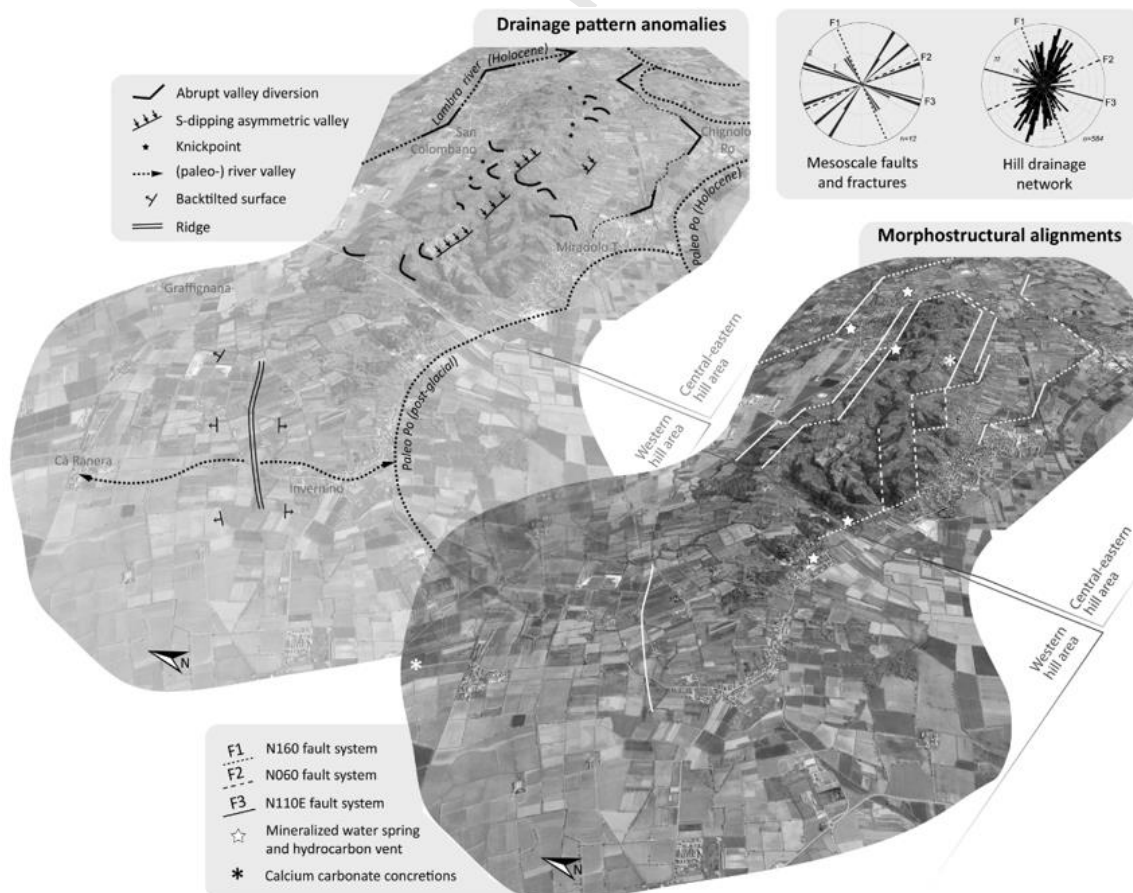 Drainage pattern anomalies
Abrupt valley diversion
S-dipping asymmetric valley
Knickpoint
(paleo-) river valley
Backtilted surface
Ridge
Lambro river (Holocene)
San
Colombano
Chignolo
Po
Paleo Po (Holocene)
Miradolo T.
Graffignana
Paleo Po (post-glacial)
Cà Ranera
Invernino
Central-eastern
hill area
Western
hill area
N
F1
F2
F3
n=12
Mesoscale faults
and fractures
F1
F2
F3
32
16
n=584
Hill drainage
network
Morphostructural alignments
Central-eastern
hill area
Western
hill area
N
F1 N160 fault system
F2 N060 fault system
F3 N110E fault system
Mineralized water spring
and hydrocarbon vent
Calcium carbonate concretions